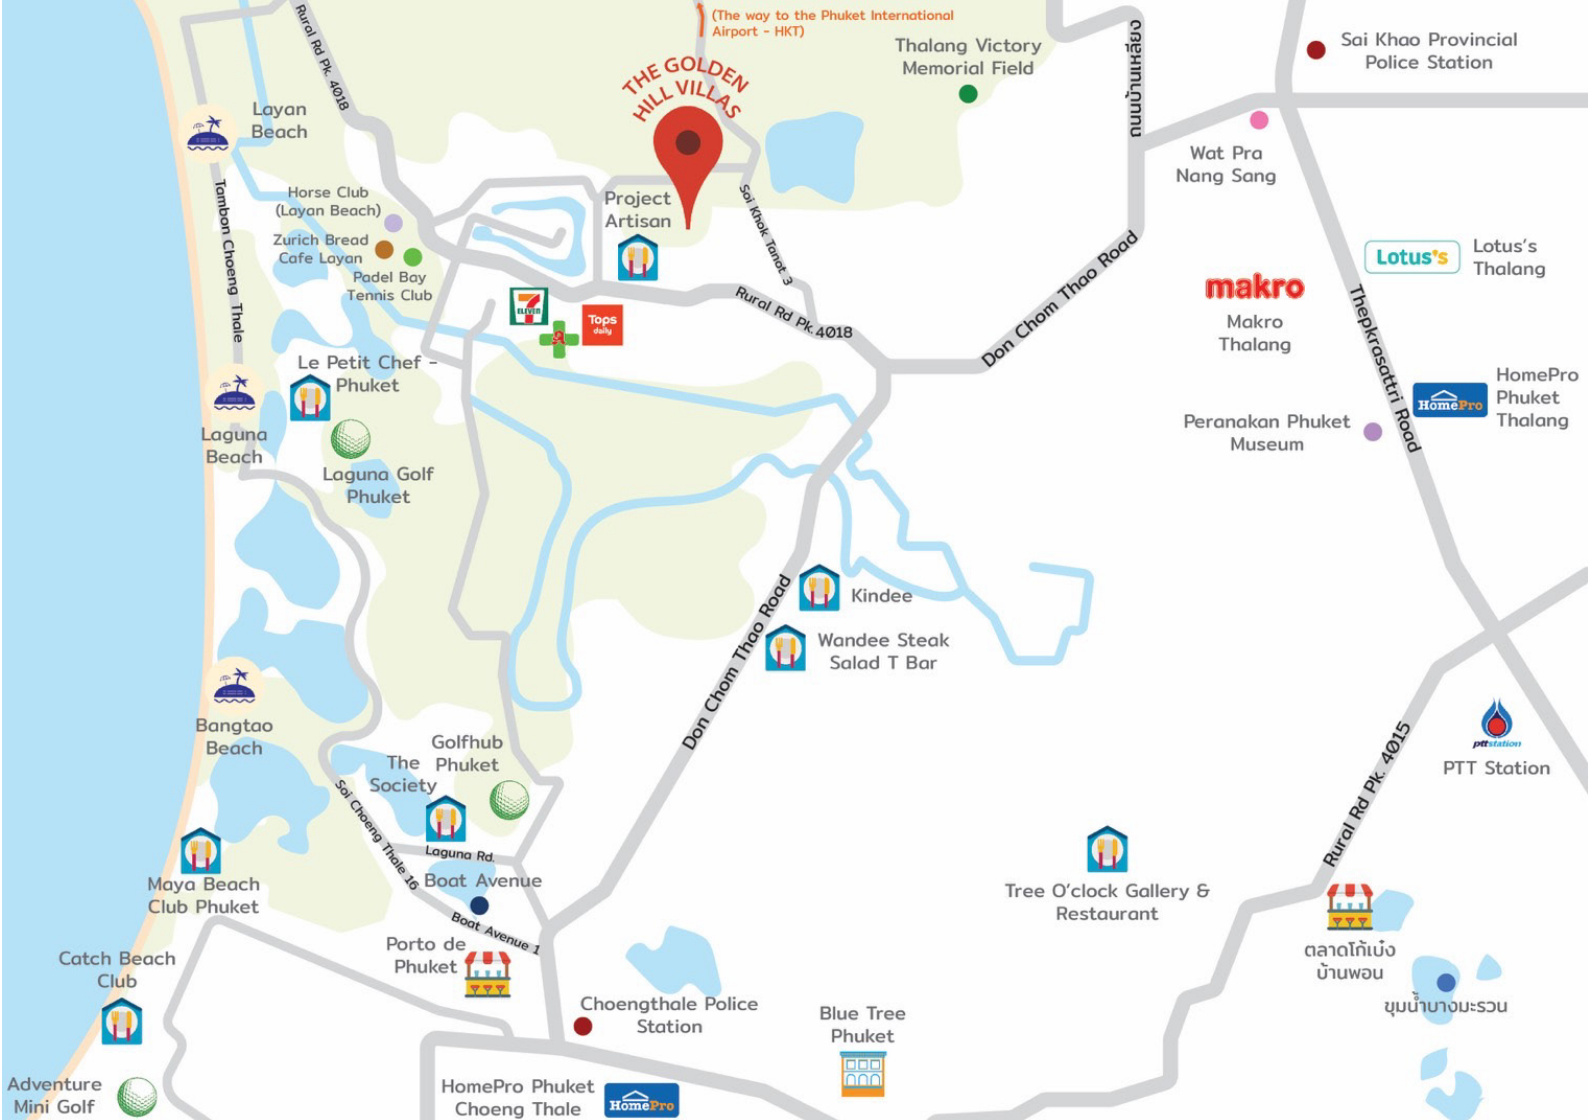 (The way to the Phuket International
Airport - HKT)
Rural Rd Pk. 4018
THE GOLDEN
HILL VILLAS
Thalang Victory
Memorial Field
ถนนบ้านเหลียง
Sai Khao Provincial
Police Station
Layan
Beach
Wat Pra
Nang Sang
Horse Club
(Layan Beach)
Zurich Bread
Cafe Layan
Padel Bay
Tennis Club
Tambon Choeng Thale
Project
Artisan
Soi Khok Tanot 3
Don Chom Thao Road
Lotus's
Lotus's
Thalang
makro
Makro
Thalang
Thepkrasattri Road
7
ELEVEN
Tops
daily
Rural Rd Pk. 4018
Le Petit Chef -
Phuket
HomePro
HomePro
Phuket
Thalang
Laguna
Beach
Peranakan Phuket
Museum
Laguna Golf
Phuket
Kindee
Wandee Steak
Salad T Bar
Don Chom Thao Road
Bangtao
Beach
Golfhub
Phuket
The
Society
Soi Choeng Thale 16
pttstation
PTT Station
Rural Rd Pk. 4015
Laguna Rd.
Boat Avenue
Boat Avenue 1
Maya Beach
Club Phuket
Tree O'clock Gallery &
Restaurant
Porto de
Phuket
ตลาดโก้เบ๋ง
บ้านพอน
Catch Beach
Club
Choengthale Police
Station
Blue Tree
Phuket
ขุมน้ำบางมะรวน
Adventure
Mini Golf
HomePro Phuket
Choeng Thale
HomePro